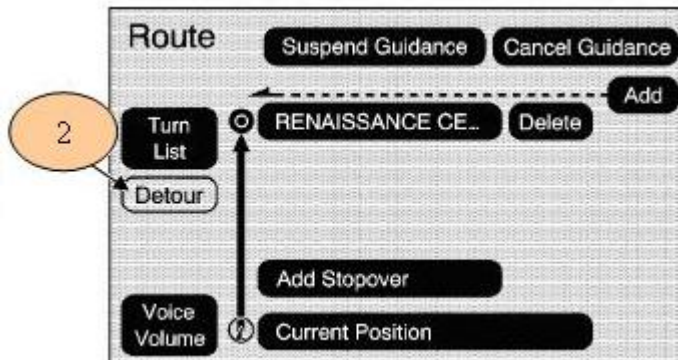 Route
Suspend Guidance
Cancel Guidance
Add
2
Turn
List
RENAISSANCE CE...
Delete
Detour
Add Stopover
Voice
Volume
Current Position